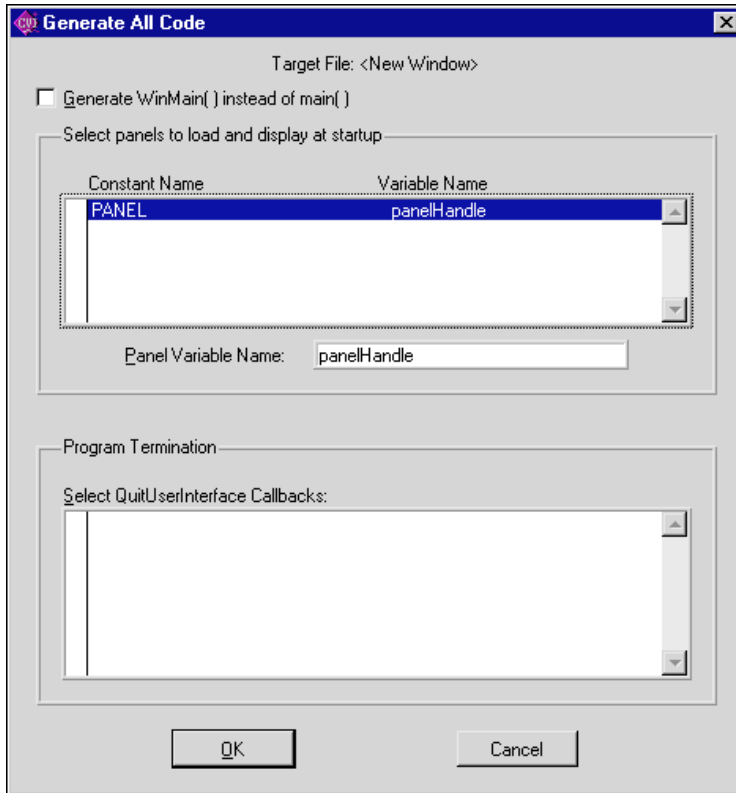 CVI Generate All Code
Target File: <New Window>
Generate WinMain( ) instead of main( )
Select panels to load and display at startup
Constant Name Variable Name
PANEL panelHandle
Panel Variable Name: panelHandle
Program Termination
Select QuitUserInterface Callbacks:
OK Cancel